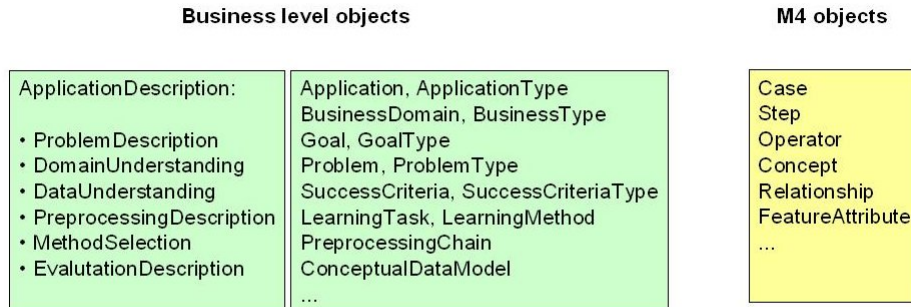 Business level objects
M4 objects
ApplicationDescription:
• ProblemDescription
• DomainUnderstanding
• DataUnderstanding
• PreprocessingDescription
• MethodSelection
• EvalutationDescription
Application, ApplicationType
BusinessDomain, BusinessType
Goal, GoalType
Problem, ProblemType
SuccessCriteria, SuccessCriteriaType
LearningTask, LearningMethod
PreprocessingChain
ConceptualDataModel
...
Case
Step
Operator
Concept
Relationship
FeatureAttribute
...